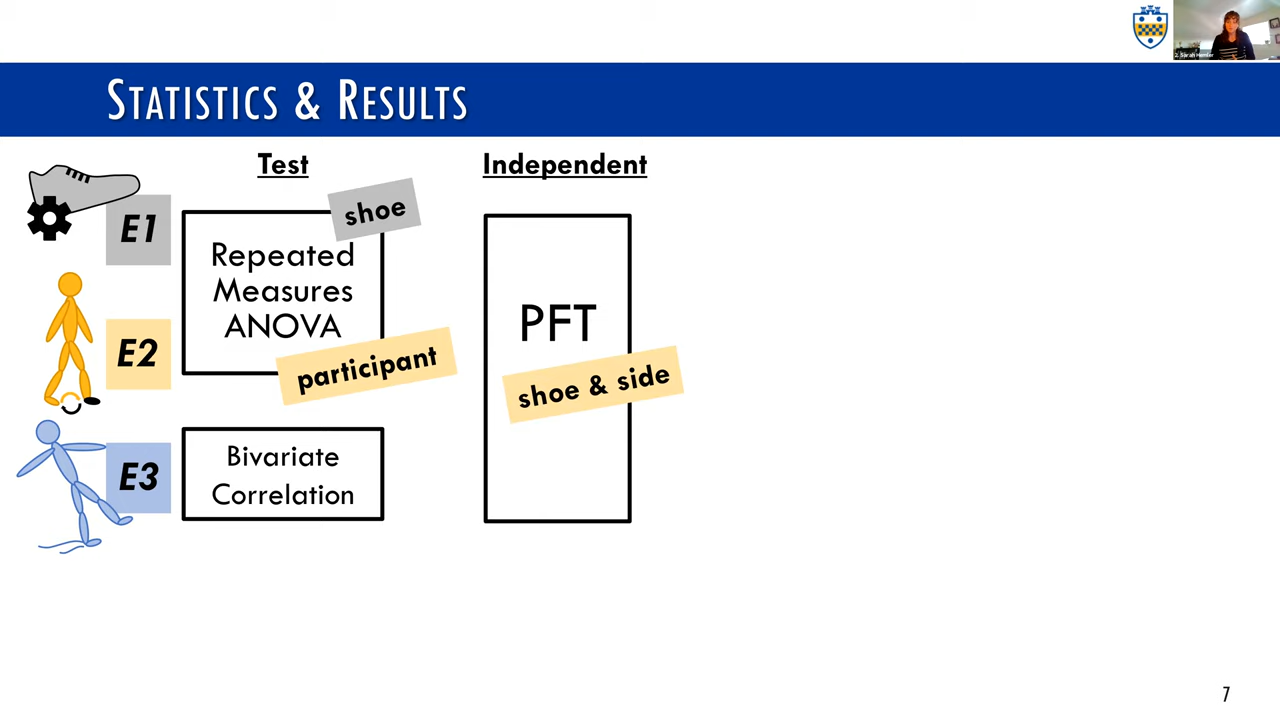 STATISTICS & RESULTS
Test
Independent
E1
shoe
Repeated
Measures
ANOVA
E2
participant
PFT
shoe & side
E3
Bivariate
Correlation
7